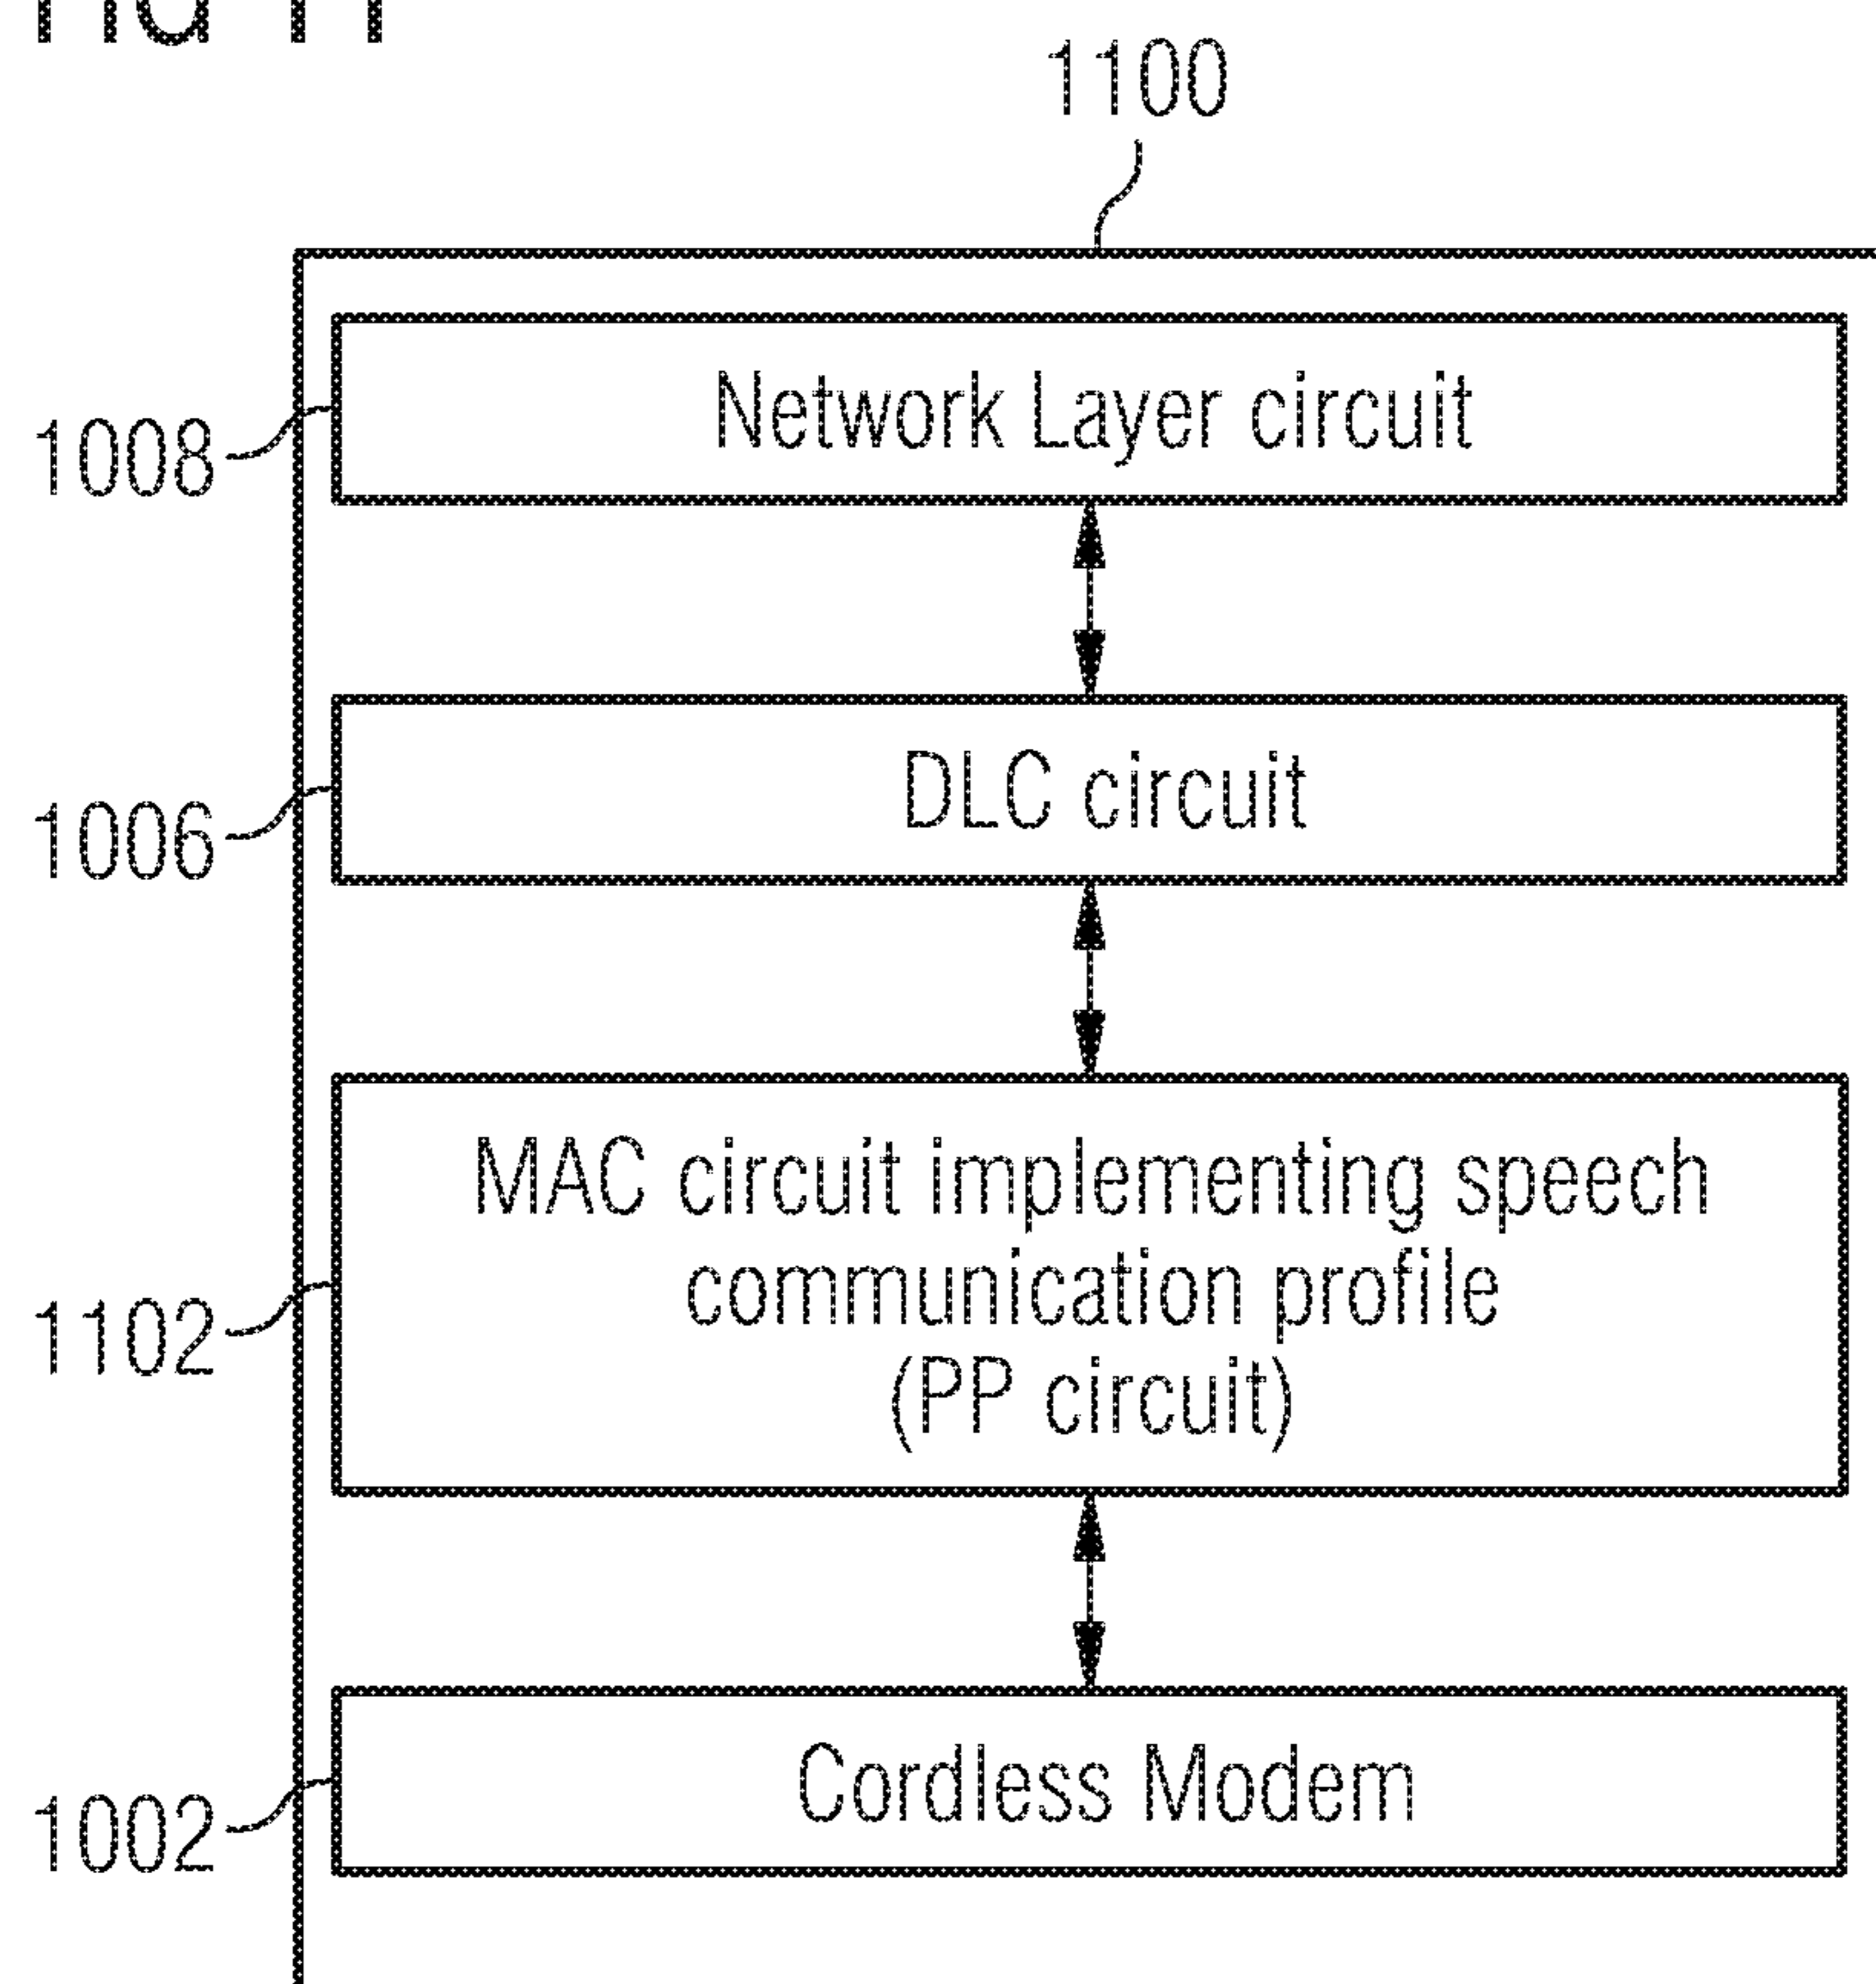 1100
Network Layer circuit
1008
DLC circuit
1006
MAC circuit implementing speech
communication profile
(PP circuit)
1102
Cordless Modem
1002